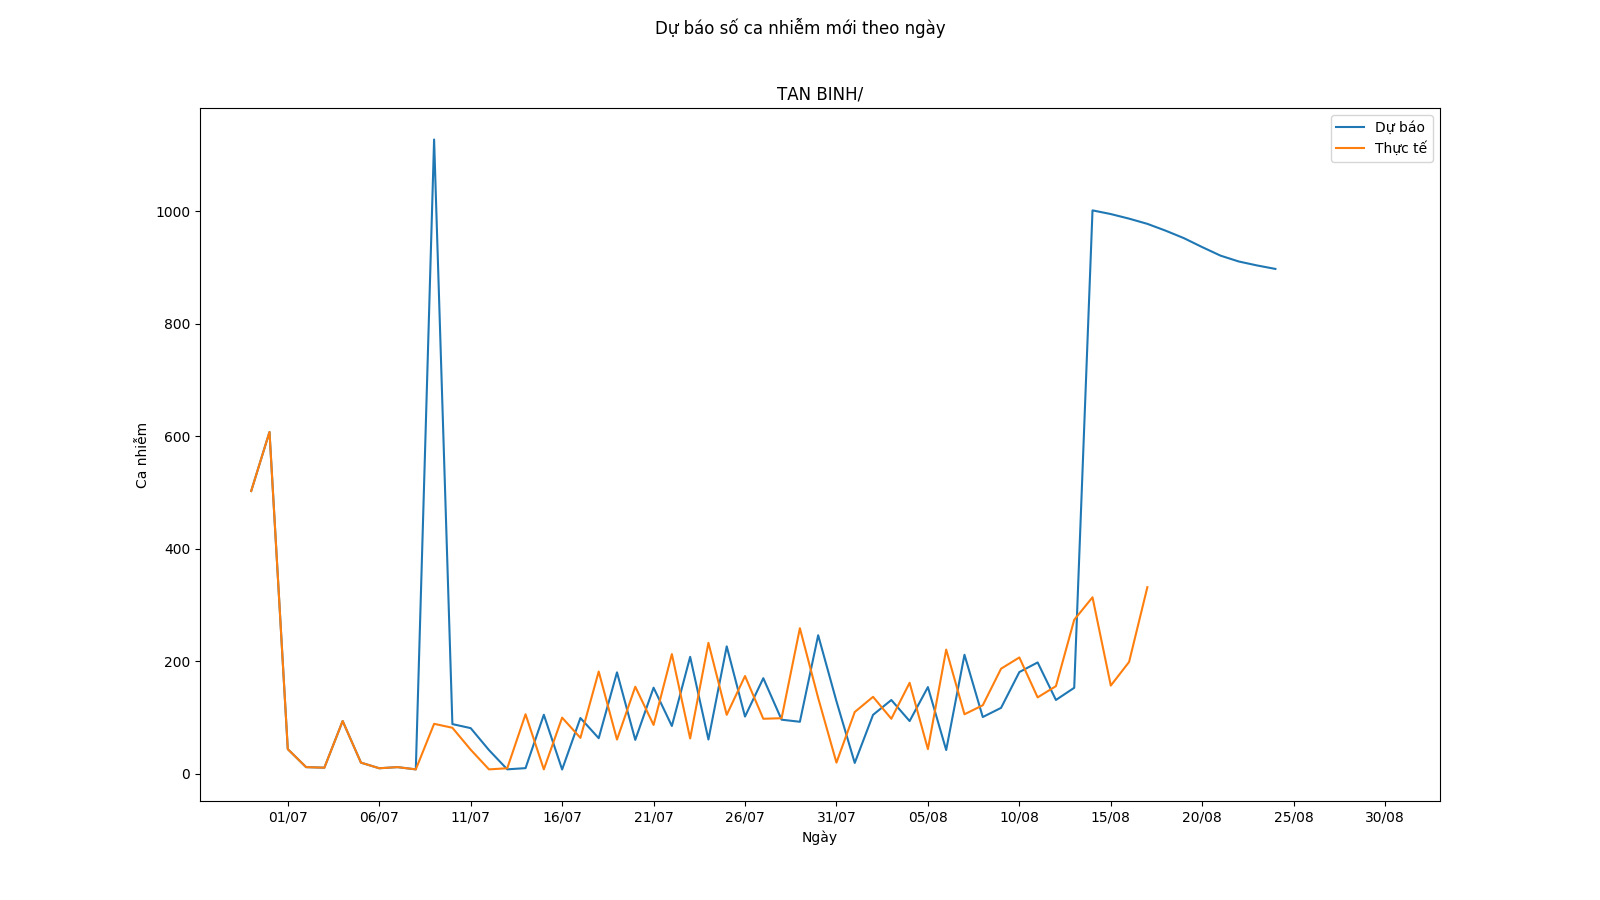 Dự báo số ca nhiễm mới theo ngày
TAN BINH/
Dự báo
Thực tế
Ca nhiễm
1000
800
600
400
200
0
01/07 06/07 11/07 16/07 21/07 26/07 31/07 05/08 10/08 15/08 20/08 25/08 30/08
Ngày